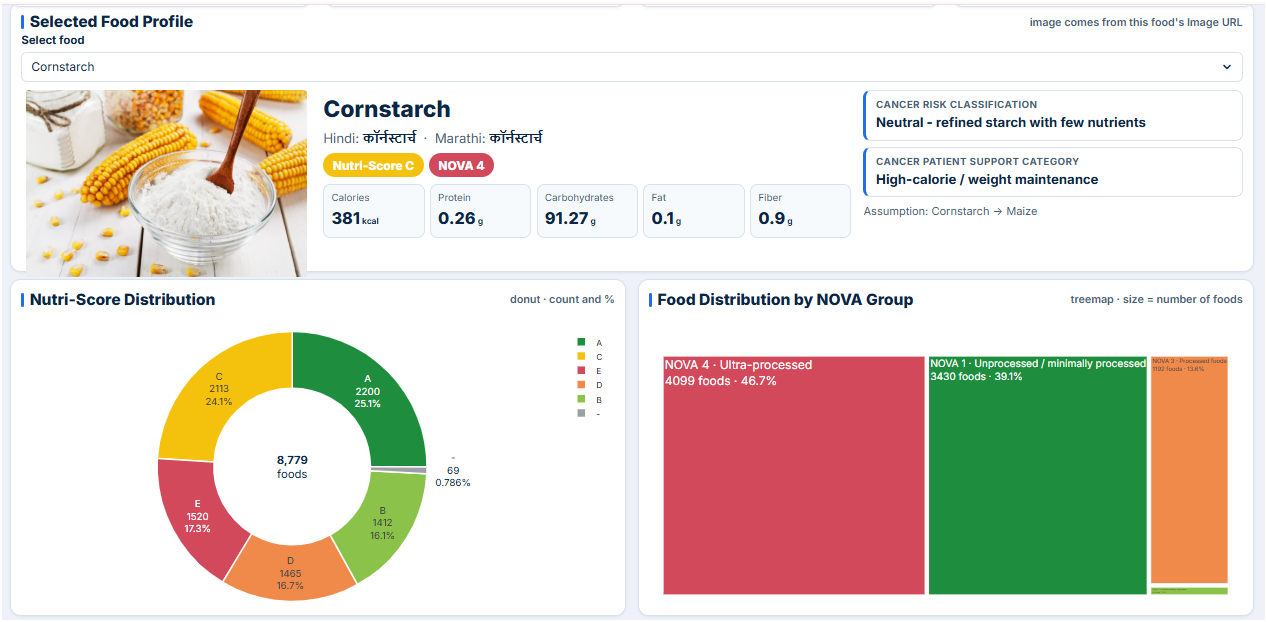 Selected Food Profile
image comes from this food's Image URL
Select food
Cornstarch
Cornstarch
Hindi: कॉर्नस्टार्च · Marathi: कॉर्नस्टार्च
Nutri-Score C
NOVA 4
Calories
381 kcal
Protein
0.26 g
Carbohydrates
91.27 g
Fat
0.1 g
Fiber
0.9 g
CANCER RISK CLASSIFICATION
Neutral - refined starch with few nutrients
CANCER PATIENT SUPPORT CATEGORY
High-calorie / weight maintenance
Assumption: Cornstarch → Maize
Nutri-Score Distribution
donut · count and %
A
2200
25.1%
C
2113
24.1%
E
1520
17.3%
D
1465
16.7%
B
1412
16.1%
-
69
0.786%
8,779
foods
A
C
E
D
B
-
Food Distribution by NOVA Group
treemap · size = number of foods
NOVA 4 · Ultra-processed
4099 foods · 46.7%
NOVA 1 · Unprocessed / minimally processed
3430 foods · 39.1%
NOVA 3 · Processed foods
1192 foods · 13.6%